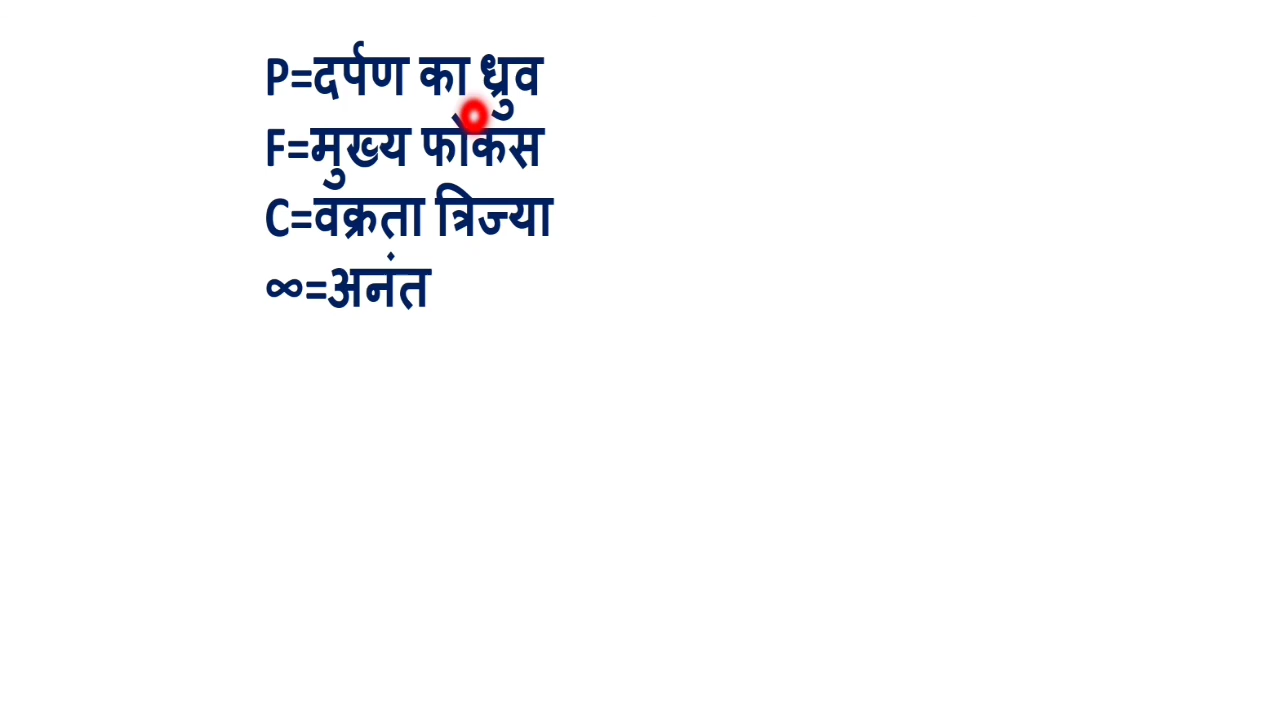 P=दर्पण का ध्रुव
F=मुख्य फोकस
C=वक्रता त्रिज्या
∞=अनंत